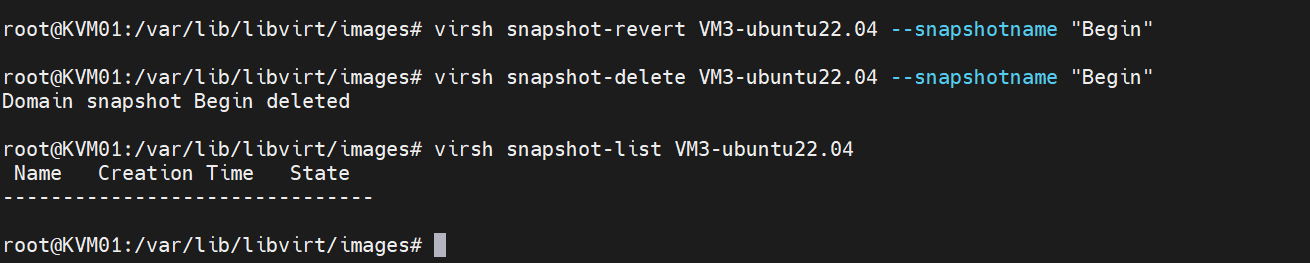 root@KVM01:/var/lib/libvirt/images# virsh snapshot-revert VM3-ubuntu22.04 --snapshotname "Begin"
root@KVM01:/var/lib/libvirt/images# virsh snapshot-delete VM3-ubuntu22.04 --snapshotname "Begin"
Domain snapshot Begin deleted
root@KVM01:/var/lib/libvirt/images# virsh snapshot-list VM3-ubuntu22.04
 Name   Creation Time   State
-------------------------------
root@KVM01:/var/lib/libvirt/images#